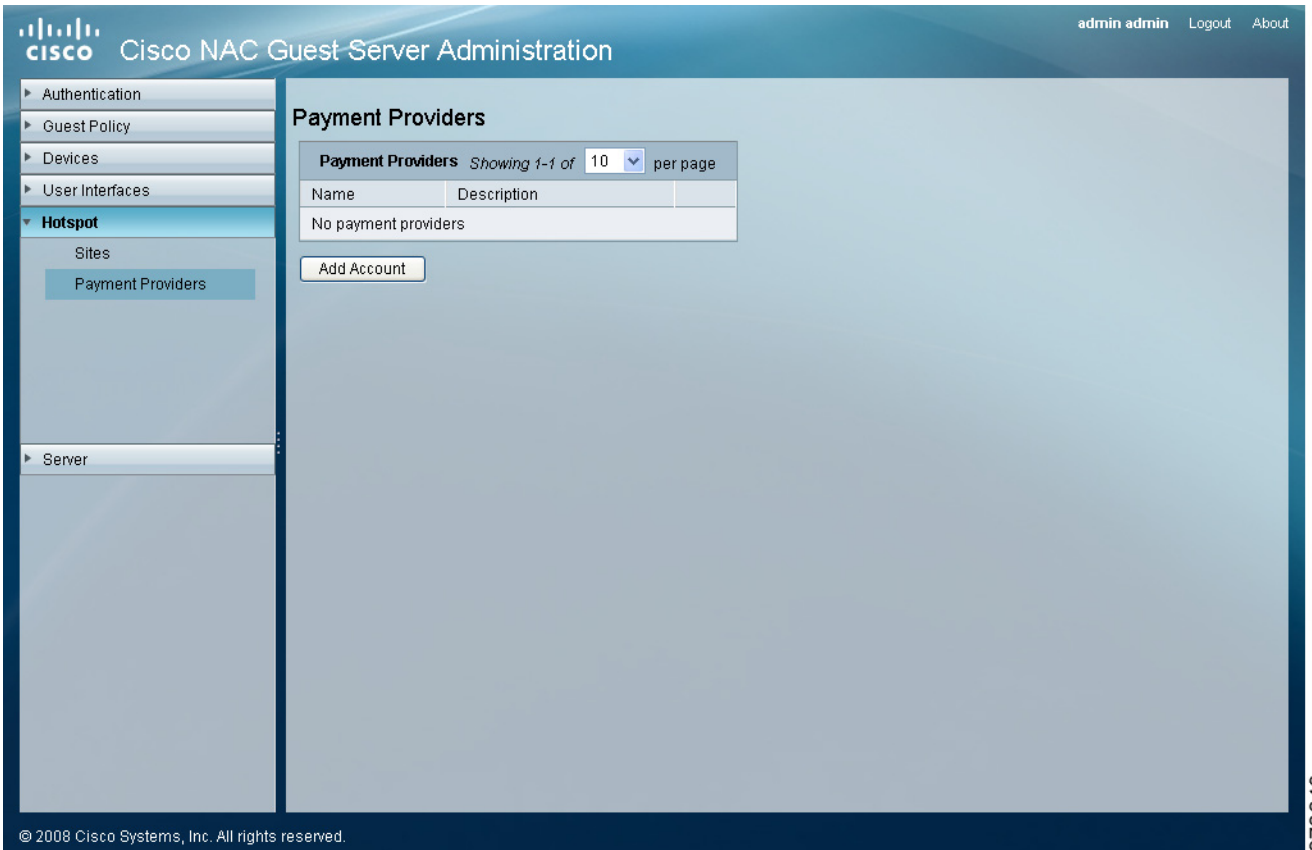 admin admin Logout About
CISCO Cisco NAC Guest Server Administration
Authentication
Guest Policy
Devices
User Interfaces
Hotspot
Sites
Payment Providers
Server
Payment Providers
Payment Providers Showing 1-1 of 10 per page
Name Description
No payment providers
Add Account
© 2008 Cisco Systems, Inc. All rights reserved.